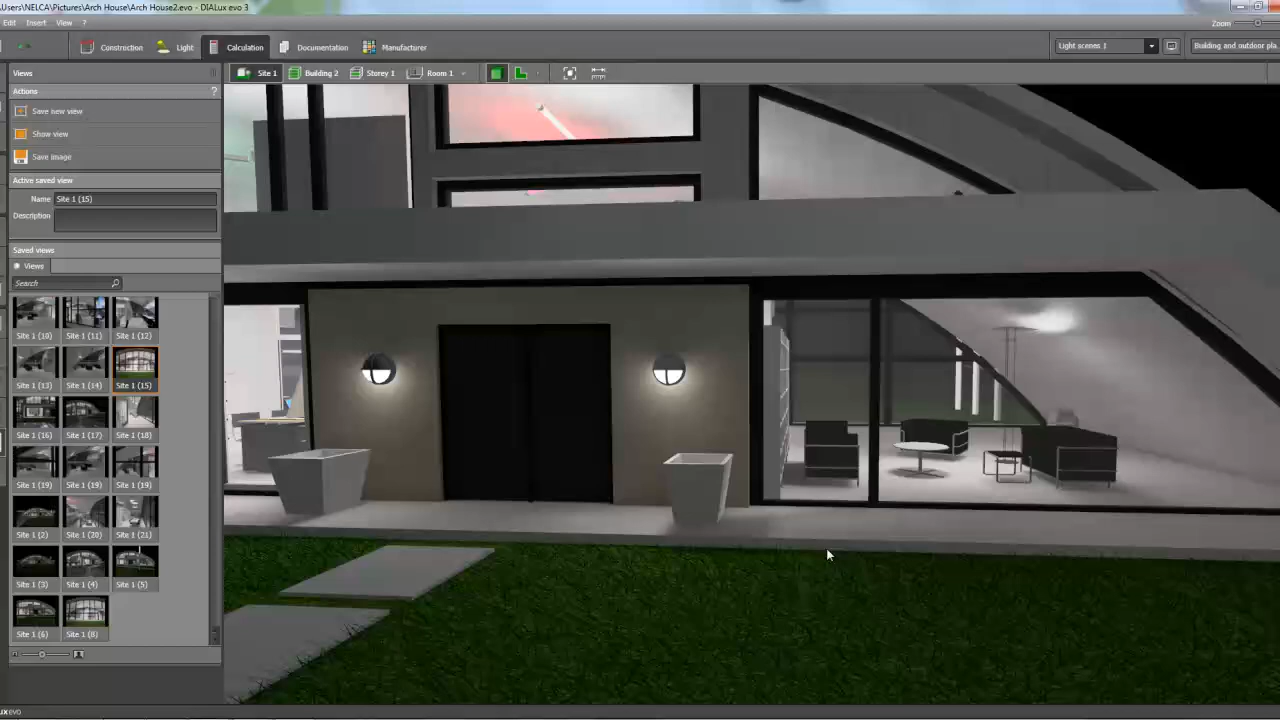 Users\NELCA\Pictures\Arch House\Arch House2.evo - DIALux evo 3
Edit Insert View ?
Zoom
Construction Light Calculation Documentation Manufacturer
Light scenes 1
Building and outdoor pla
Views
Site 1 Building 2 Storey 1 Room 1
Actions ?
Save new view
Show view
Save image
Active saved view
Name Site 1 (15)
Description
Saved views
Views
Search
Site 1 (10) Site 1 (11) Site 1 (12)
Site 1 (13) Site 1 (14) Site 1 (15)
Site 1 (16) Site 1 (17) Site 1 (18)
Site 1 (19) Site 1 (19) Site 1 (19)
Site 1 (2) Site 1 (20) Site 1 (21)
Site 1 (3) Site 1 (4) Site 1 (5)
Site 1 (6) Site 1 (8)
ux evo